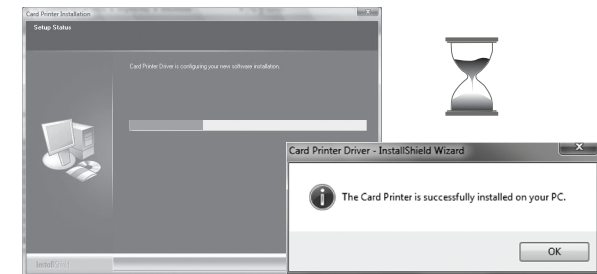 Card Printer Installation
Setup Status
Card Printer Driver is configuring your new software installation.
InstallShield
Card Printer Driver - InstallShield Wizard
The Card Printer is successfully installed on your PC.
OK